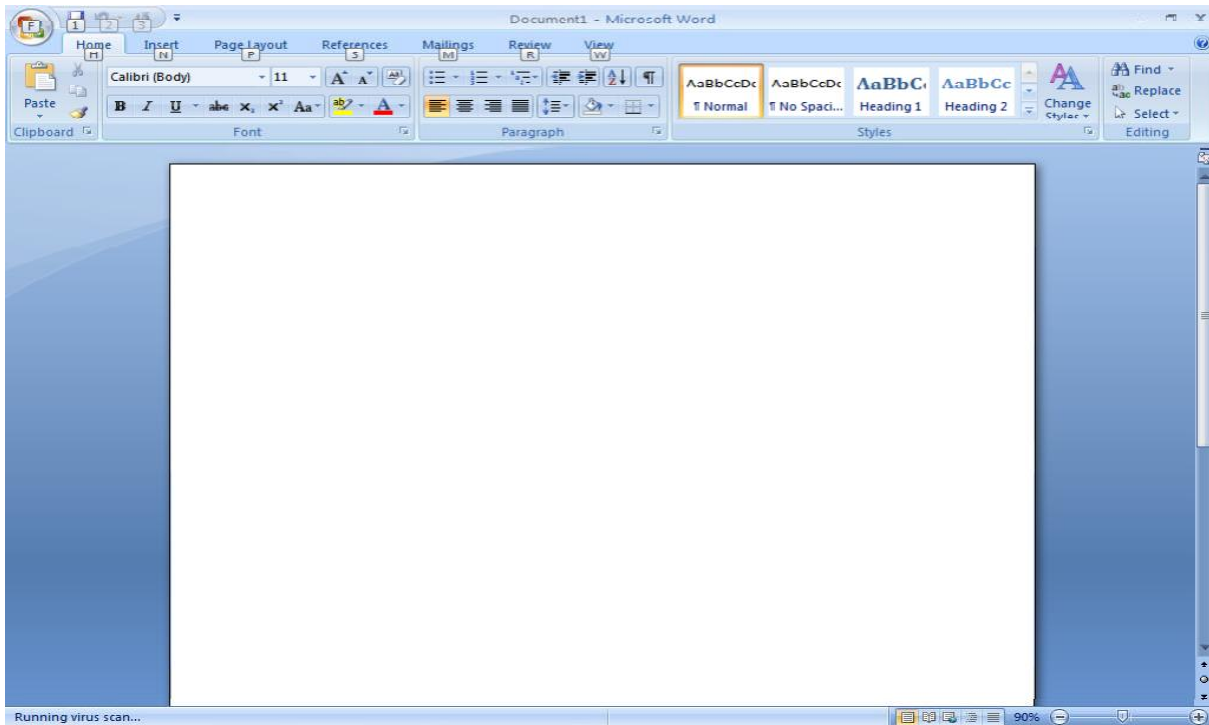 F 1 2 3 Document1 - Microsoft Word
Home Insert Page Layout References Mailings Review View
H N P S M R W
Calibri (Body) 11 A A Aa
Paste
B I U abe x₂ x² Aa ab A
AaBbCcDc AaBbCcDc AaBbC AaBbCc
¶ Normal ¶ No Spaci... Heading 1 Heading 2
Change
Styles
Find
Replace
Select
Clipboard Font Paragraph Styles Editing
Running virus scan... 90%